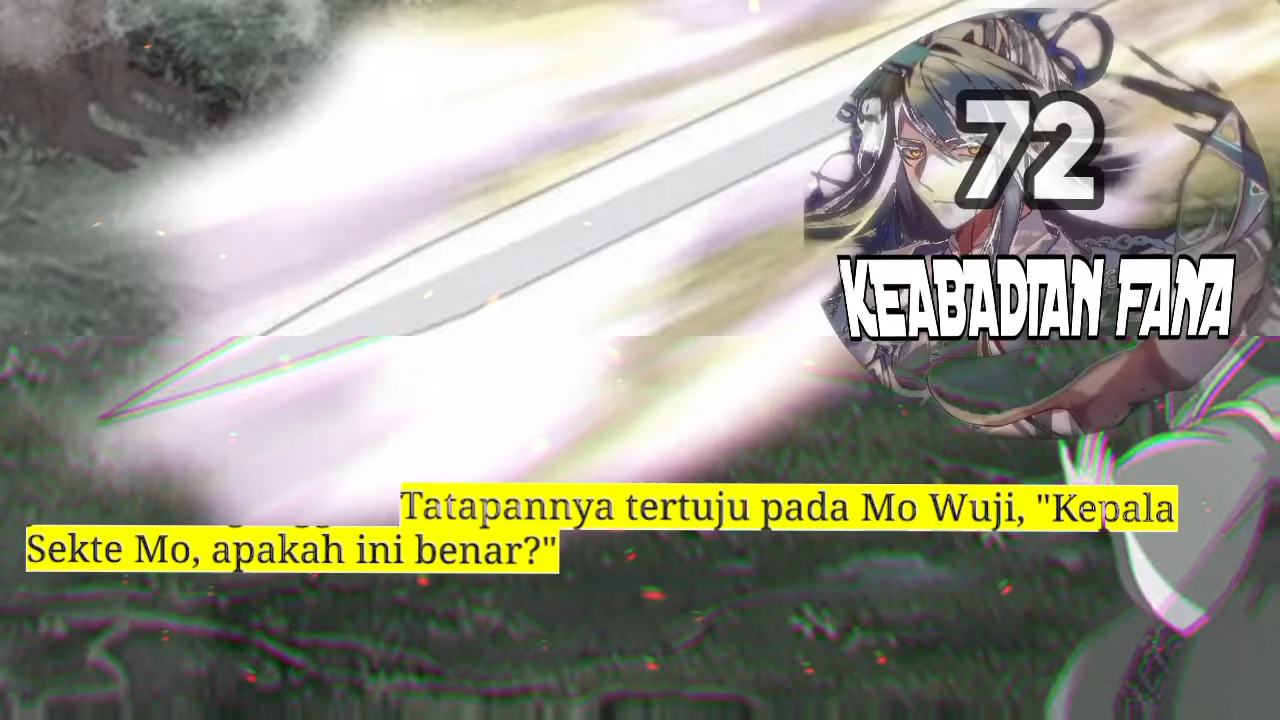 72
KEABADIAN FANA
Tatapannya tertuju pada Mo Wuji, "Kepala
Sekte Mo, apakah ini benar?"